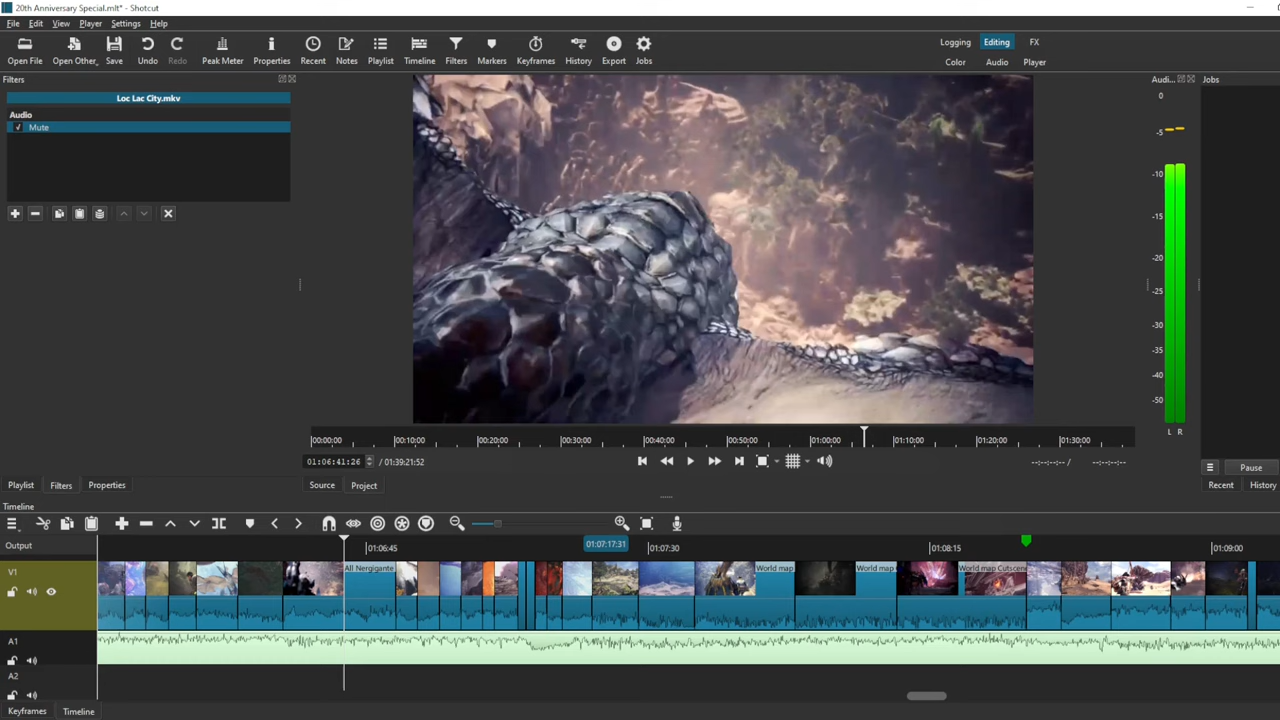 20th Anniversary Special.mlt* - Shotcut
File Edit View Player Settings Help
Open File Open Other.. Save Undo Redo Peak Meter Properties Recent Notes Playlist Timeline Filters Markers Keyframes History Export Jobs
Logging Editing FX
Color Audio Player
Filters
Loc Lac City.mkv
Audio
Mute
Audi...
Jobs
0
-5
-10
-15
-20
-25
-30
-35
-40
-50
L R
00:00:00 00:10:00 00:20:00 00:30:00 00:40:00 00:50:00 01:00:00 01:10:00 01:20:00 01:30:00
01:06:41:26 / 01:39:21:52
--:--:--:-- / --:--:--:--
Pause
Playlist Filters Properties
Source Project
Recent History
Timeline
Output
01:06:45 01:07:17:31 01:07:30 01:08:15 01:09:00
V1
All Nergigante World map World map World map Cutscene
A1
A2
Keyframes Timeline